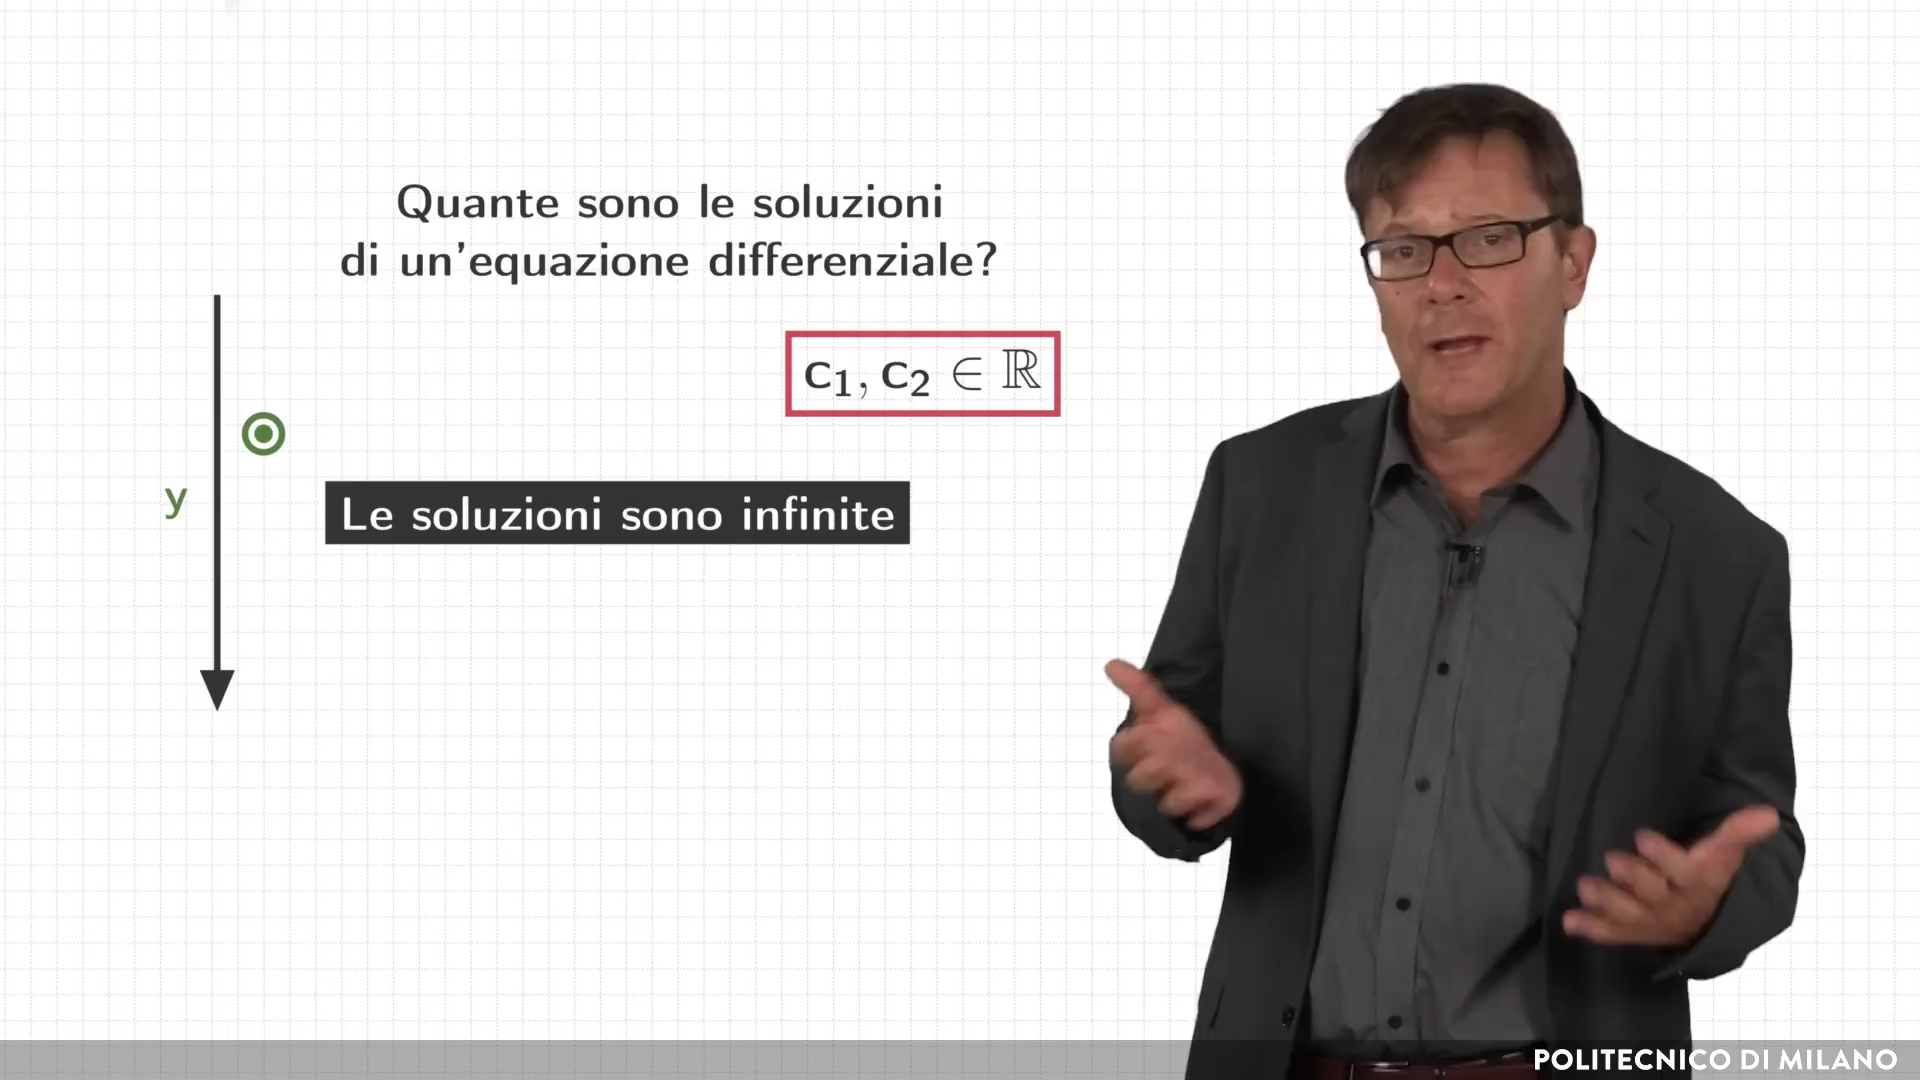 Quante sono le soluzioni
di un'equazione differenziale?
c₁, c₂ ∈ ℝ
y
Le soluzioni sono infinite
POLITECNICO DI MILANO